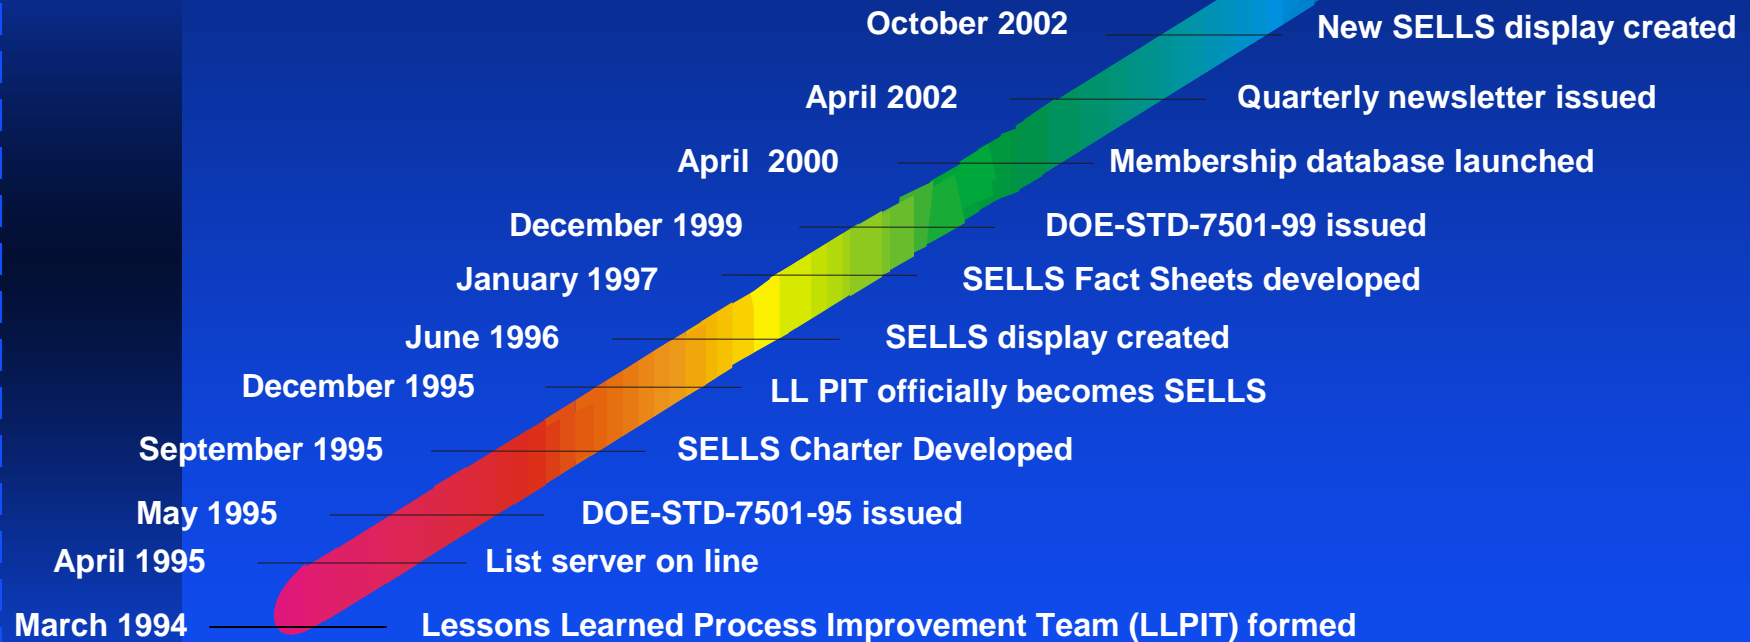 October 2002 New SELLS display created
April 2002 Quarterly newsletter issued
April 2000 Membership database launched
December 1999 DOE-STD-7501-99 issued
January 1997 SELLS Fact Sheets developed
June 1996 SELLS display created
December 1995 LL PIT officially becomes SELLS
September 1995 SELLS Charter Developed
May 1995 DOE-STD-7501-95 issued
April 1995 List server on line
March 1994 Lessons Learned Process Improvement Team (LLPIT) formed